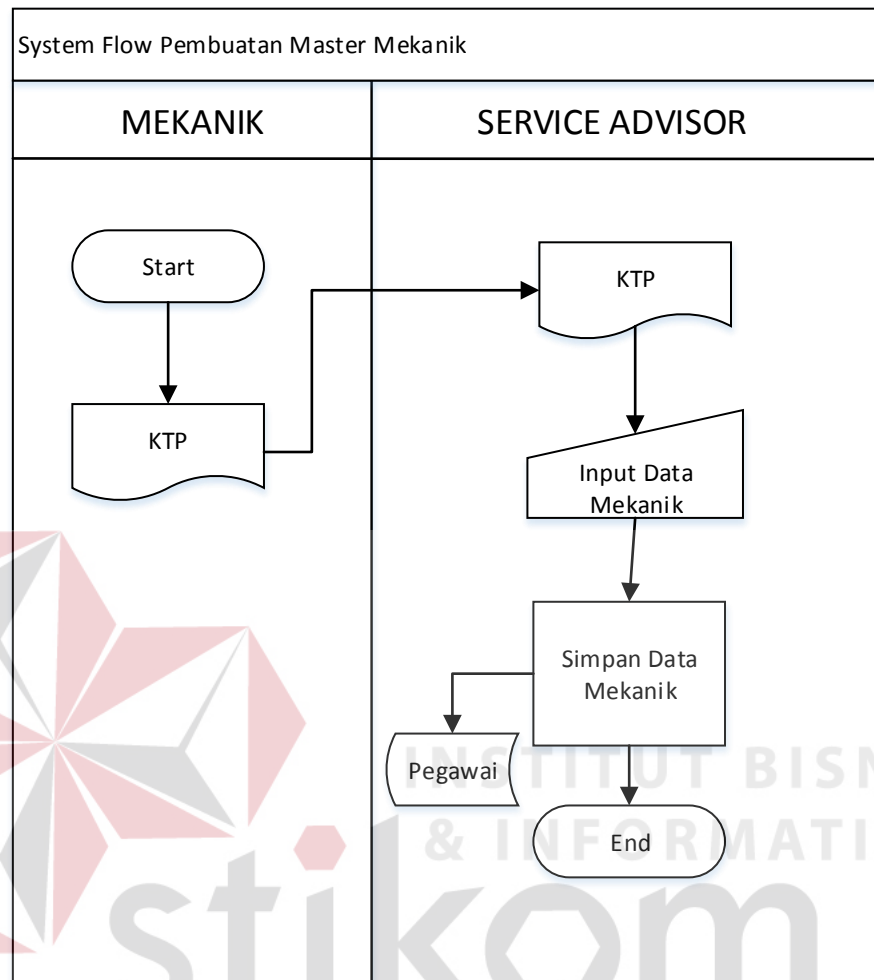 System Flow Pembuatan Master Mekanik
MEKANIK
SERVICE ADVISOR
Start
KTP
KTP
Input Data
Mekanik
Simpan Data
Mekanik
Pegawai
End
INSTITUT BISN
& INFORMATI
stikom